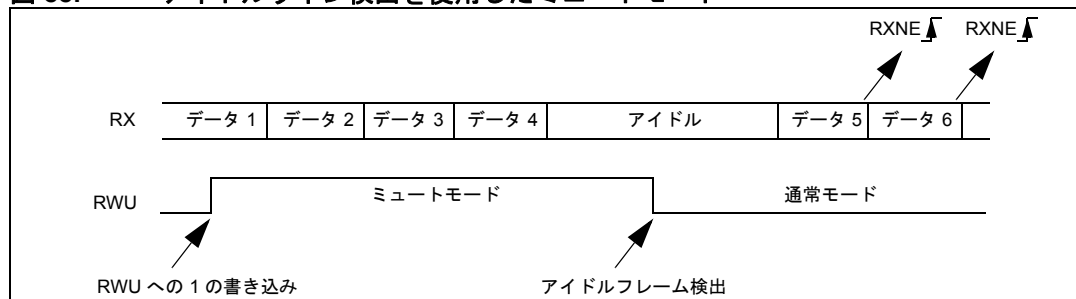 RXNE RXNE
RX データ 1 データ 2 データ 3 データ 4 アイドル データ 5 データ 6
RWU ミュートモード 通常モード
RWU への 1 の書き込み アイドルフレーム検出